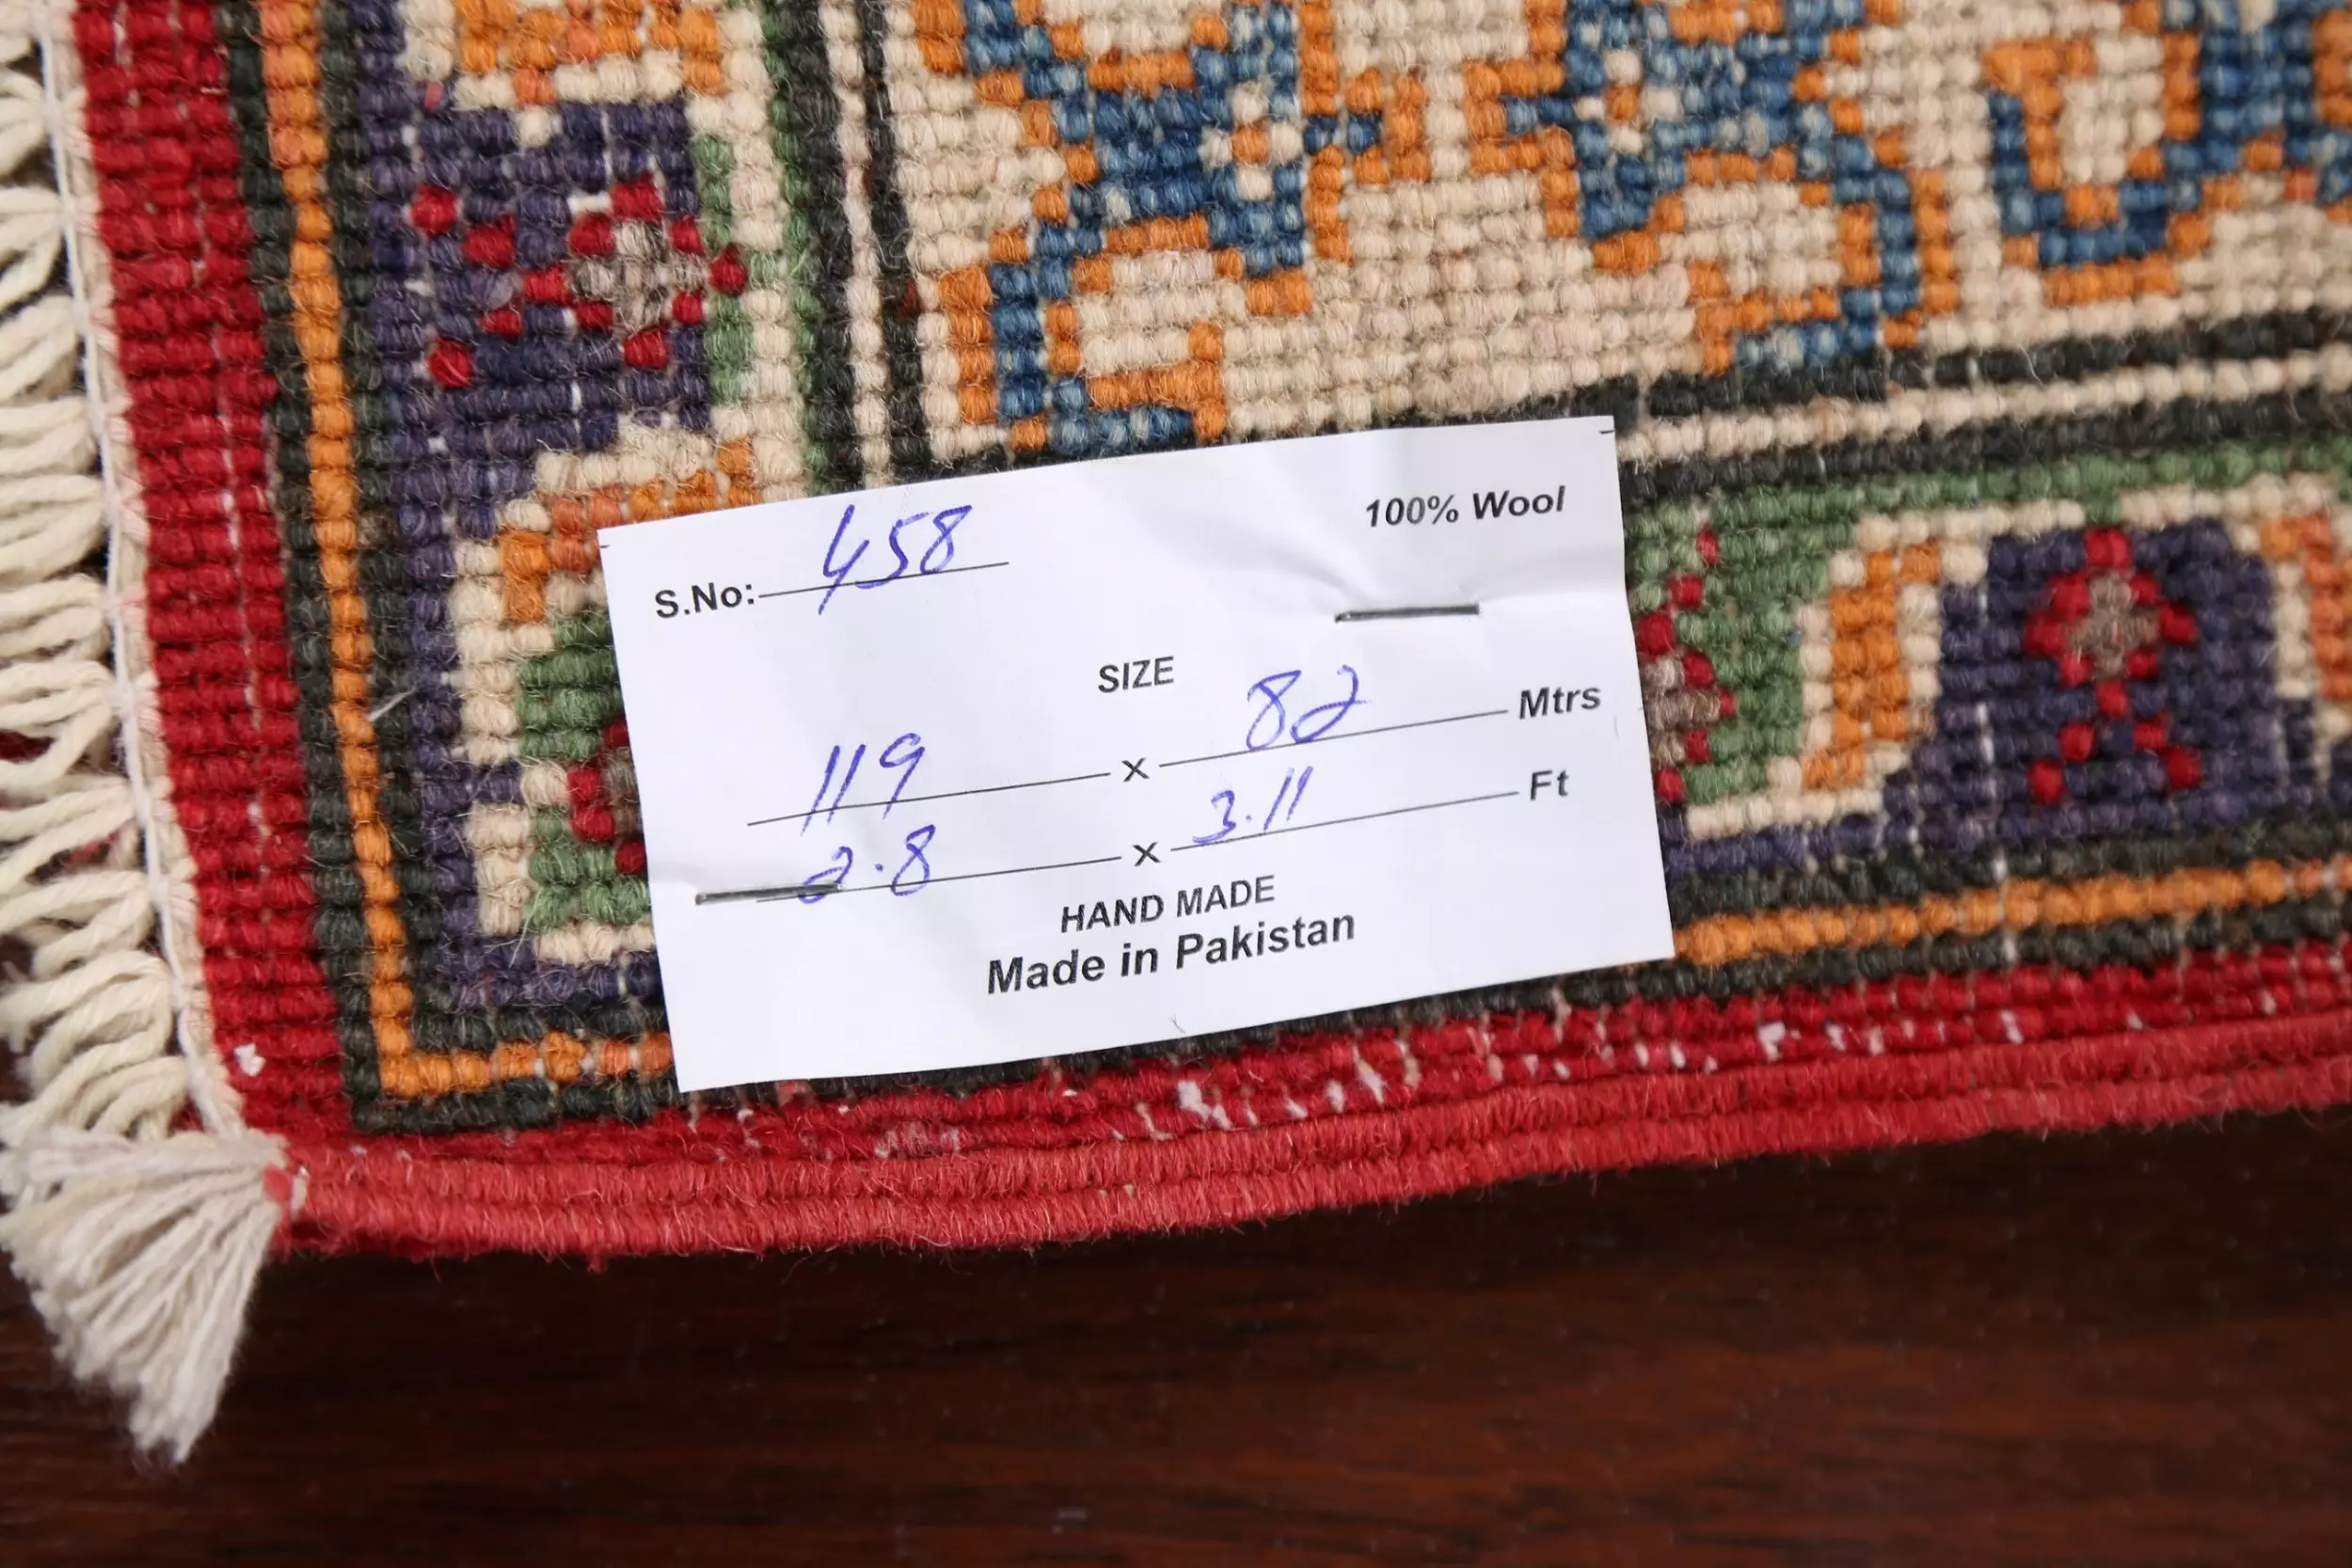 100% Wool
S.No: 458
SIZE
119 x 82 Mtrs
2.8 x 3.11 Ft
HAND MADE
Made in Pakistan